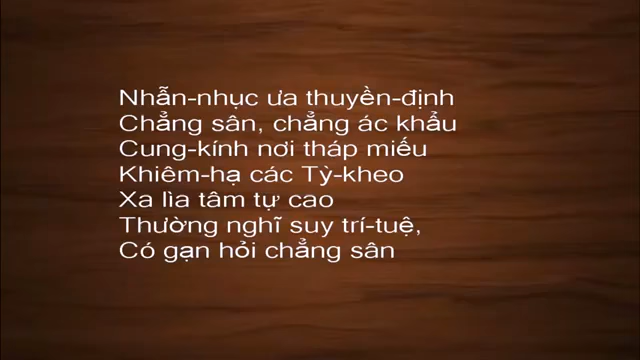 Nhẫn-nhục ưa thuyền-định
Chẳng sân, chẳng ác khẩu
Cung-kính nơi tháp miếu
Khiêm-hạ các Tỳ-kheo
Xa lìa tâm tự cao
Thường nghĩ suy trí-tuệ,
Có gạn hỏi chẳng sân